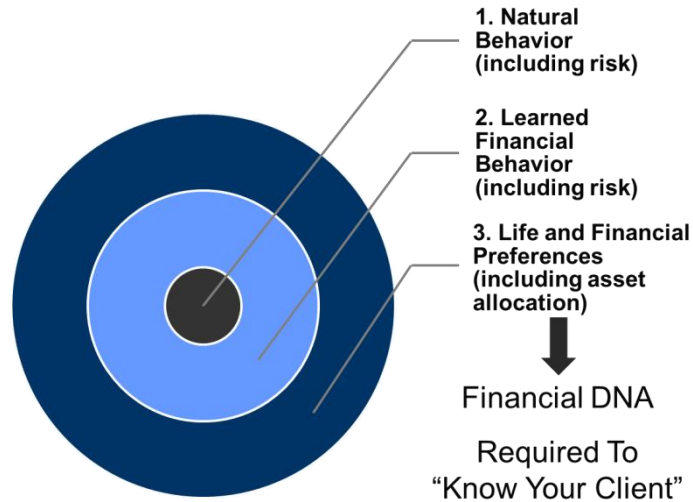 1. Natural
Behavior
(including risk)
2. Learned
Financial
Behavior
(including risk)
3. Life and Financial
Preferences
(including asset
allocation)
Financial DNA
Required To
“Know Your Client”